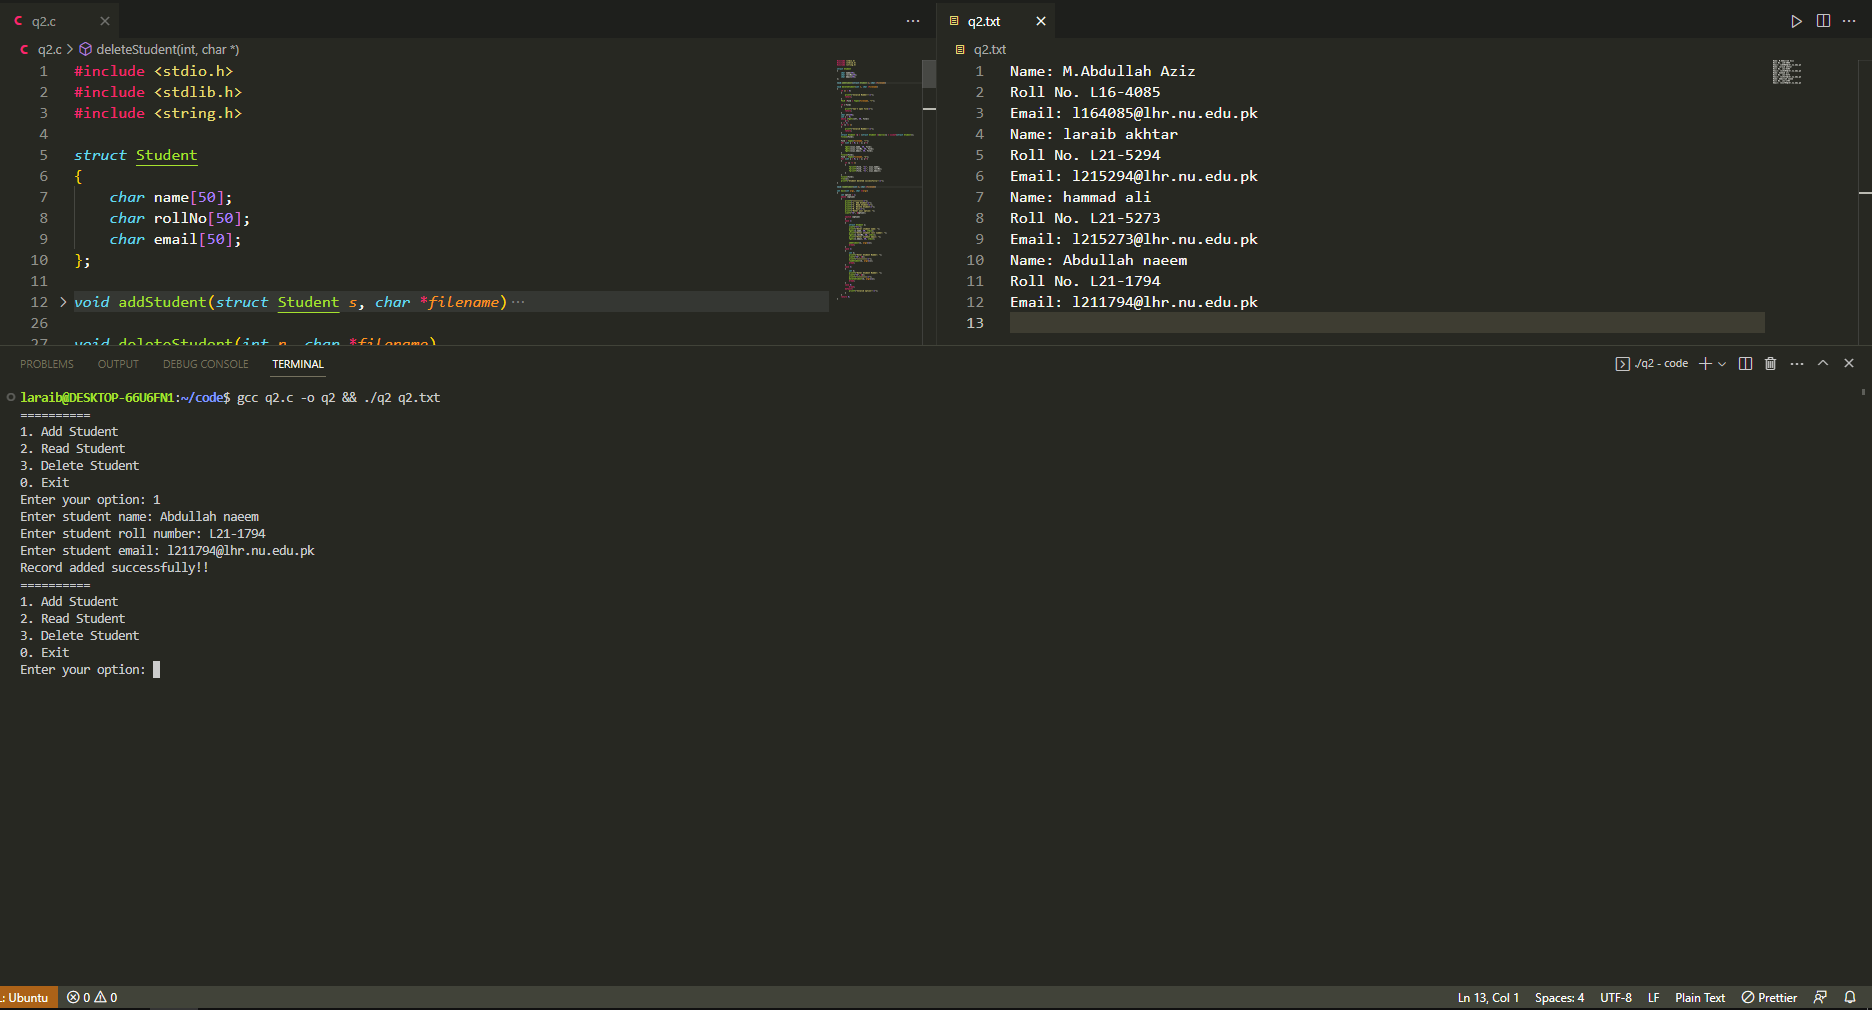 q2.c
q2.c > deleteStudent(int, char *)
1 #include <stdio.h>
2 #include <stdlib.h>
3 #include <string.h>
4
5 struct Student
6 {
7 char name[50];
8 char rollNo[50];
9 char email[50];
10 };
11
12 void addStudent(struct Student s, char *filename)···
26
27 void deleteStudent(int n, char *filename)
q2.txt
q2.txt
1 Name: M.Abdullah Aziz
2 Roll No. L16-4085
3 Email: l164085@lhr.nu.edu.pk
4 Name: laraib akhtar
5 Roll No. L21-5294
6 Email: l215294@lhr.nu.edu.pk
7 Name: hammad ali
8 Roll No. L21-5273
9 Email: l215273@lhr.nu.edu.pk
10 Name: Abdullah naeem
11 Roll No. L21-1794
12 Email: l211794@lhr.nu.edu.pk
13
PROBLEMS OUTPUT DEBUG CONSOLE TERMINAL
./q2 - code
laraib@DESKTOP-66U6FN1:~/code$ gcc q2.c -o q2 && ./q2 q2.txt
==========
1. Add Student
2. Read Student
3. Delete Student
0. Exit
Enter your option: 1
Enter student name: Abdullah naeem
Enter student roll number: L21-1794
Enter student email: l211794@lhr.nu.edu.pk
Record added successfully!!
==========
1. Add Student
2. Read Student
3. Delete Student
0. Exit
Enter your option:
: Ubuntu 0 0 Ln 13, Col 1 Spaces: 4 UTF-8 LF Plain Text Prettier